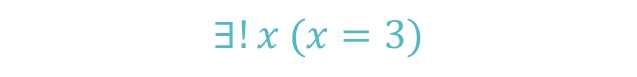 ∃! x (x = 3)